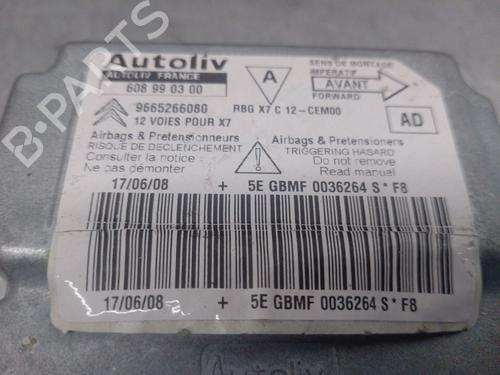 Autoliv
AUTOLIV FRANCE
608 99 03 00
9665266080
12 VOIES POUR X7
A
RBG X7 C 12-CEM00
SENS DE MONTAGE
IMPERATIF
AVANT
FORWARD
AD
Airbags & Pretensionners
RISQUE DE DECLENCHEMENT
Consulter la notice
Ne pas démonter
Airbags & Pretensioners
TRIGGERING HASARD
Do not remove
Read manual
17/06/08 + 5E GBMF 0036264 S* F8
17/06/08 + 5E GBMF 0036264 S* F8
Autoliv
B-PARTS